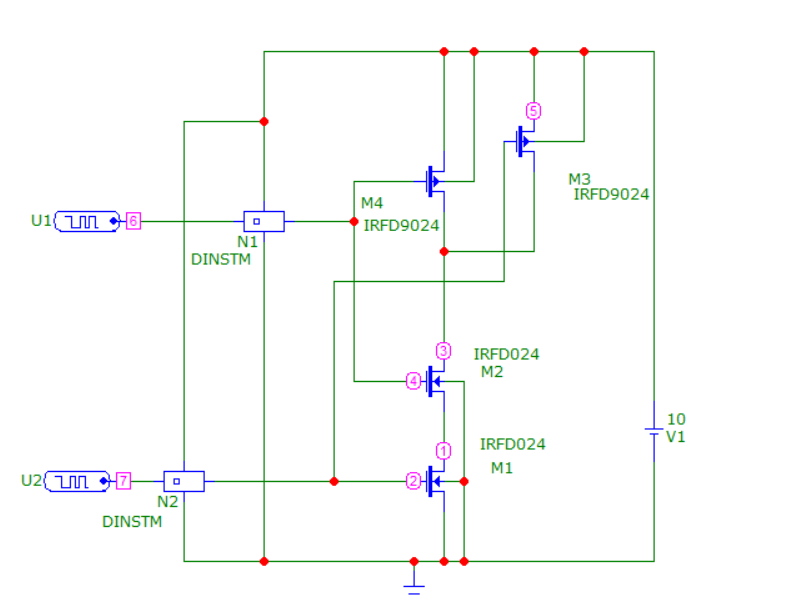 5
M3
IRFD9024
M4
IRFD9024
U1
6
N1
DINSTM
3
IRFD024
M2
4
10
V1
1
IRFD024
M1
U2
7
2
N2
DINSTM